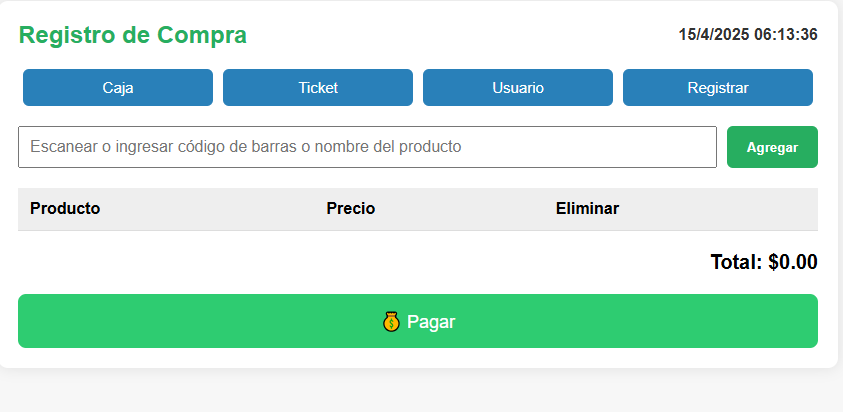 Registro de Compra
15/4/2025 06:13:36
Caja Ticket Usuario Registrar
Escanear o ingresar código de barras o nombre del producto Agregar
Producto Precio Eliminar
Total: $0.00
Pagar